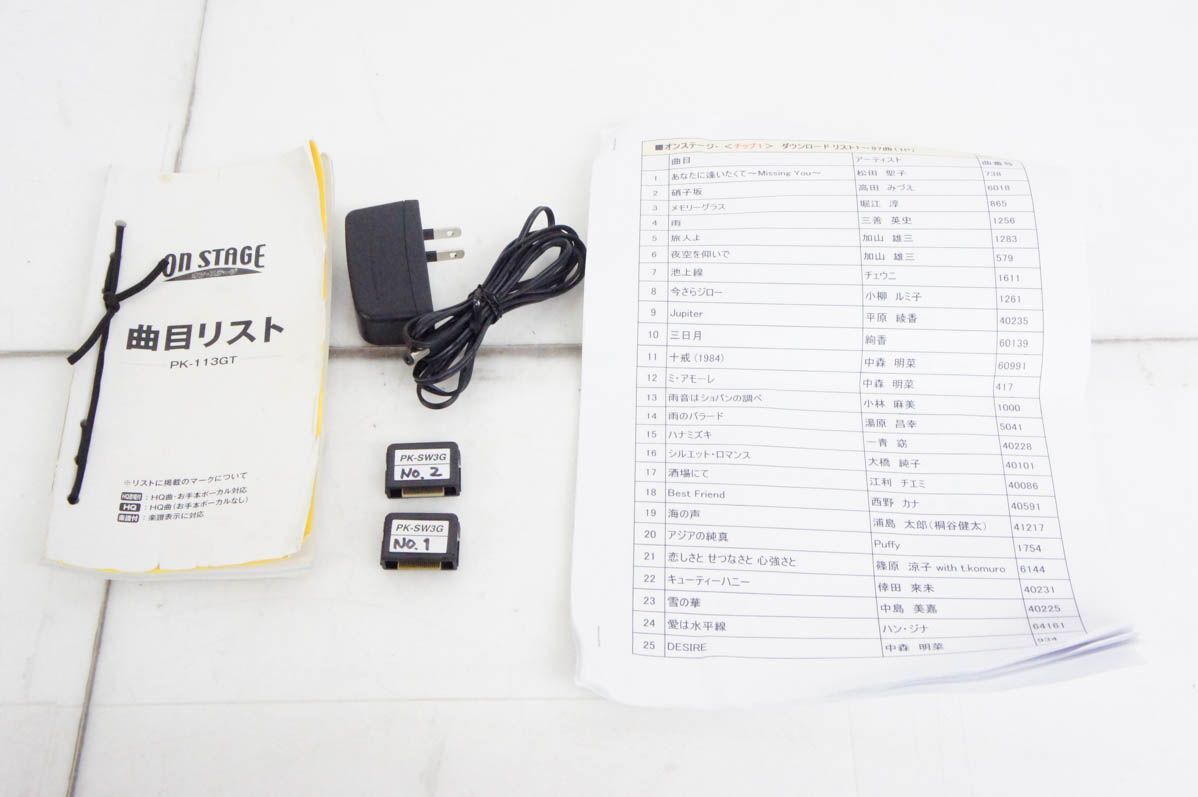 ON STAGE
曲目リスト
PK-113GT
※リストに掲載のマークについて
：HQ曲・お手本ボーカル対応
HQ：HQ曲（お手本ボーカルなし）
楽譜付：楽譜表示に対応
PK-SW3G
NO.2
PK-SW3G
NO.1
■オンステージ・＜チップ1＞ ダウンロードリスト1～97曲(1P)
曲目 アーティスト 曲番号
1 あなたに逢いたくて～Missing You～ 松田 聖子 738
2 硝子坂 高田 みづえ 6018
3 メモリーグラス 堀江 淳 865
4 雨 三善 英史 1256
5 旅人よ 加山 雄三 1283
6 夜空を仰いで 加山 雄三 579
7 池上線 チェウニ 1611
8 今さらジロー 小柳 ルミ子 1261
9 Jupiter 平原 綾香 40235
10 三日月 絢香 60139
11 十戒（1984） 中森 明菜 60991
12 ミ・アモーレ 中森 明菜 417
13 雨音はショパンの調べ 小林 麻美 1000
14 雨のバラード 湯原 昌幸 5041
15 ハナミズキ 一青 窈 40228
16 シルエット・ロマンス 大橋 純子 40101
17 酒場にて 江利 チエミ 40086
18 Best Friend 西野 カナ 40591
19 海の声 浦島 太郎（桐谷健太） 41217
20 アジアの純真 Puffy 1754
21 恋しさと せつなさと 心強さと 篠原 涼子 with t.komuro 6144
22 キューティーハニー 倖田 来未 40231
23 雪の華 中島 美嘉 40225
24 愛は水平線 ハン・ジナ 64161
25 DESIRE 中森 明菜 934